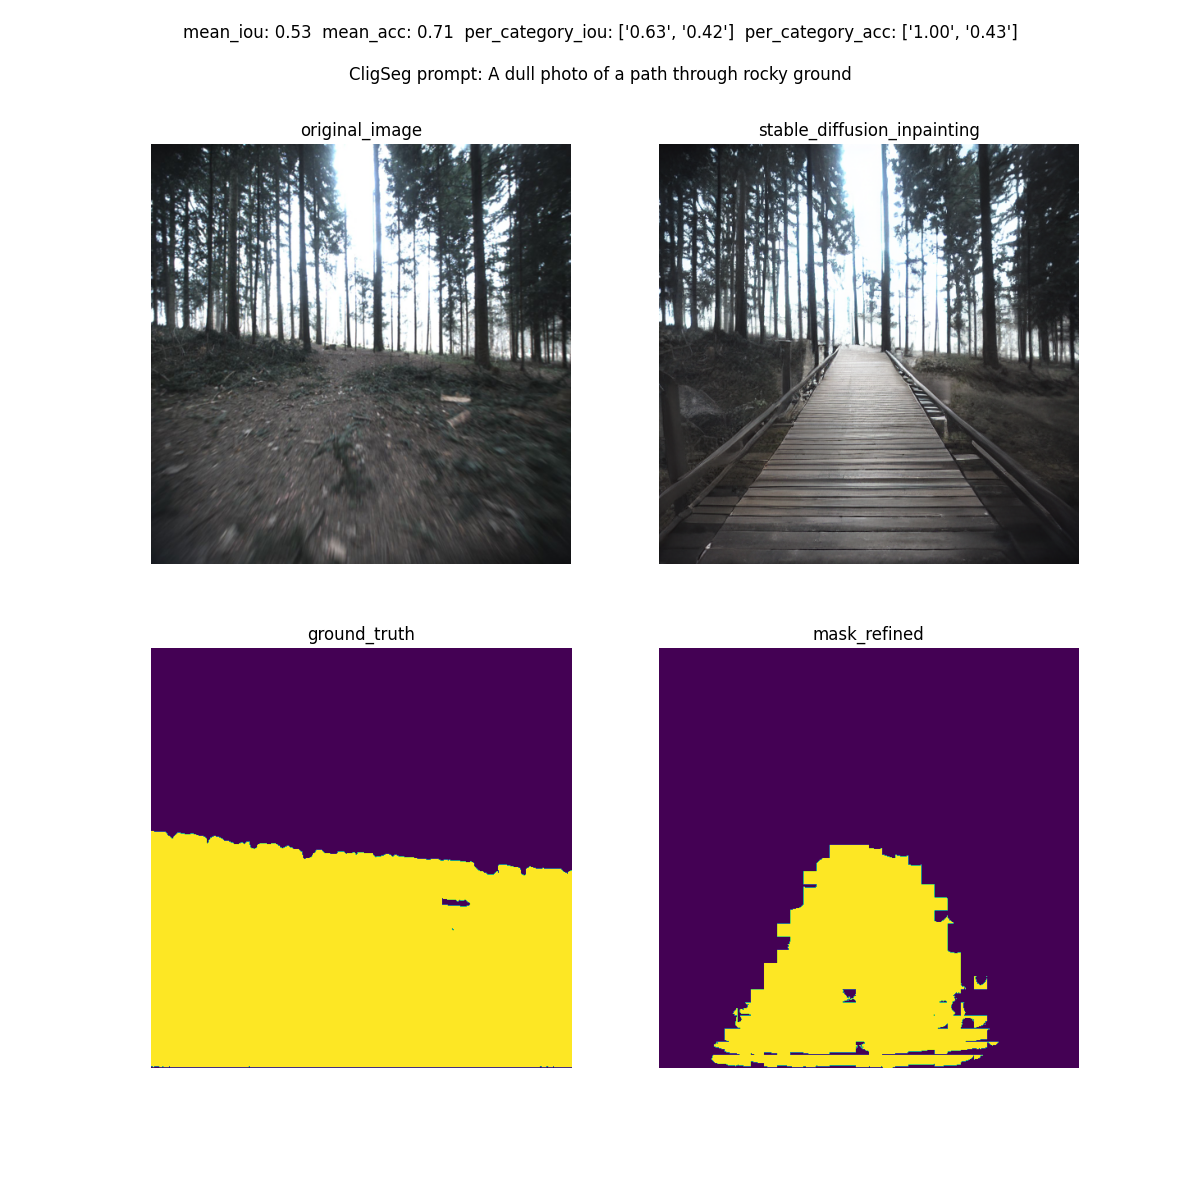 mean_iou: 0.53  mean_acc: 0.71  per_category_iou: ['0.63', '0.42']  per_category_acc: ['1.00', '0.43']
CligSeg prompt: A dull photo of a path through rocky ground
original_image
stable_diffusion_inpainting
ground_truth
mask_refined